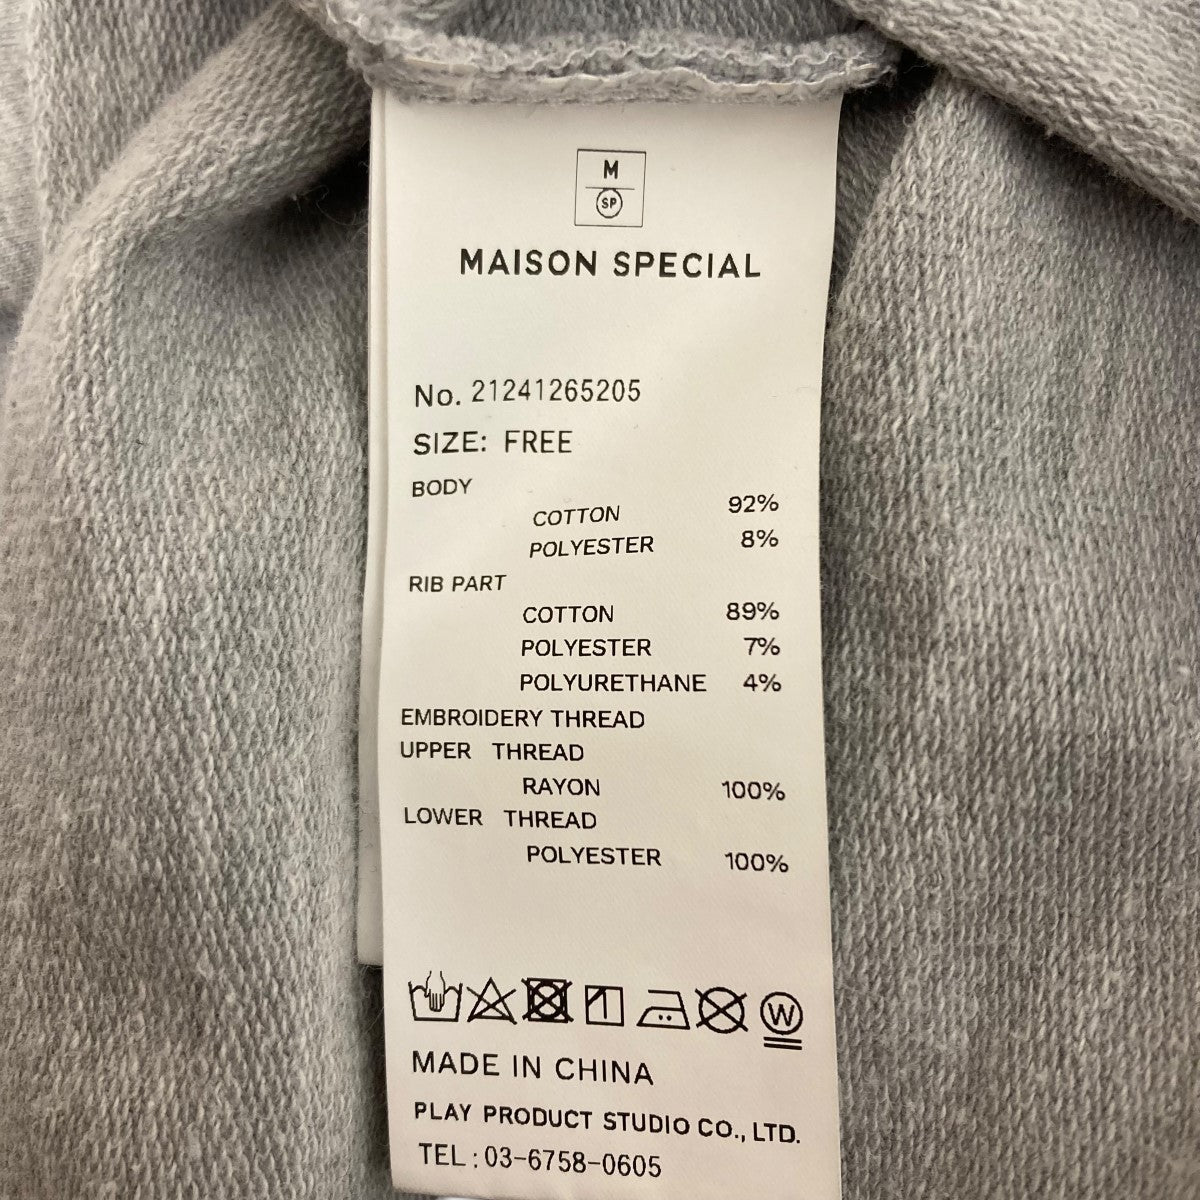 M
SP
MAISON SPECIAL
No. 21241265205
SIZE: FREE
BODY
COTTON 92%
POLYESTER 8%
RIB PART
COTTON 89%
POLYESTER 7%
POLYURETHANE 4%
EMBROIDERY THREAD
UPPER THREAD
RAYON 100%
LOWER THREAD
POLYESTER 100%
W
MADE IN CHINA
PLAY PRODUCT STUDIO CO., LTD.
TEL : 03-6758-0605